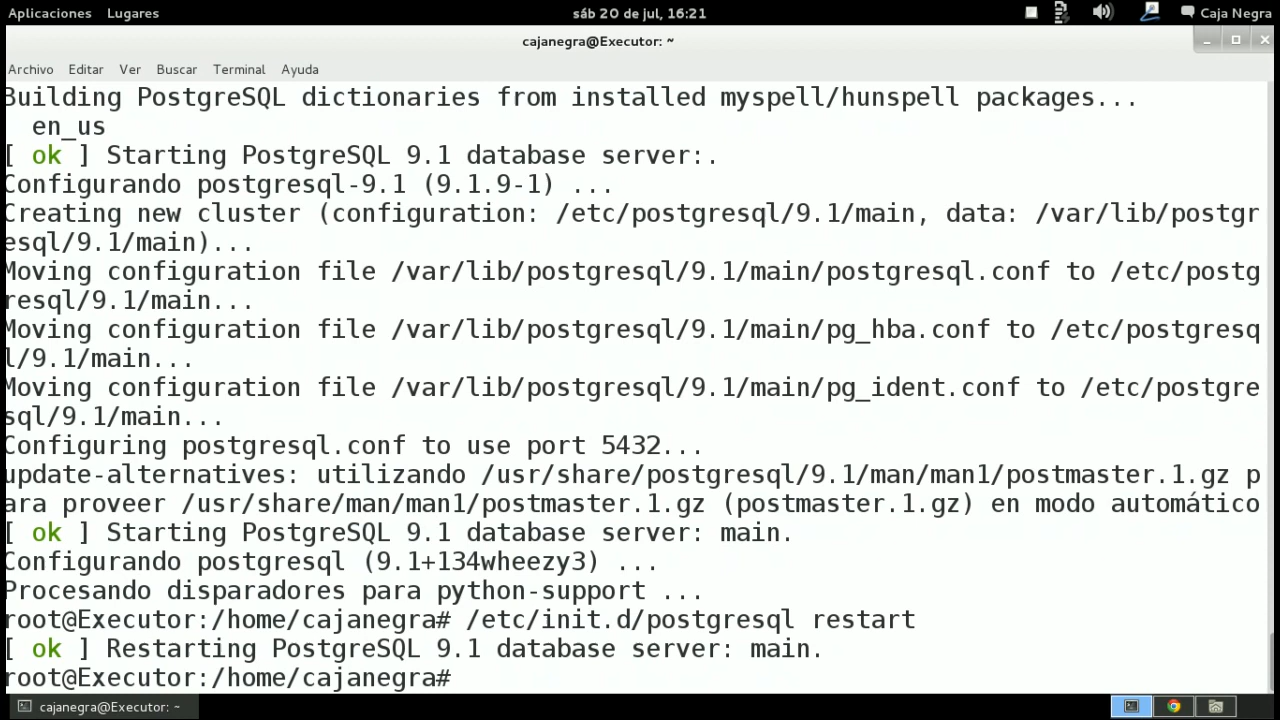 Aplicaciones Lugares sáb 20 de jul, 16:21 Caja Negra
cajanegra@Executor: ~
Archivo Editar Ver Buscar Terminal Ayuda
Building PostgreSQL dictionaries from installed myspell/hunspell packages...
  en_us
[ ok ] Starting PostgreSQL 9.1 database server:.
Configurando postgresql-9.1 (9.1.9-1) ...
Creating new cluster (configuration: /etc/postgresql/9.1/main, data: /var/lib/postgr
esql/9.1/main)...
Moving configuration file /var/lib/postgresql/9.1/main/postgresql.conf to /etc/postg
resql/9.1/main...
Moving configuration file /var/lib/postgresql/9.1/main/pg_hba.conf to /etc/postgresq
l/9.1/main...
Moving configuration file /var/lib/postgresql/9.1/main/pg_ident.conf to /etc/postgre
sql/9.1/main...
Configuring postgresql.conf to use port 5432...
update-alternatives: utilizando /usr/share/postgresql/9.1/man/man1/postmaster.1.gz p
ara proveer /usr/share/man/man1/postmaster.1.gz (postmaster.1.gz) en modo automático
[ ok ] Starting PostgreSQL 9.1 database server: main.
Configurando postgresql (9.1+134wheezy3) ...
Procesando disparadores para python-support ...
root@Executor:/home/cajanegra# /etc/init.d/postgresql restart
[ ok ] Restarting PostgreSQL 9.1 database server: main.
root@Executor:/home/cajanegra#
cajanegra@Executor: ~